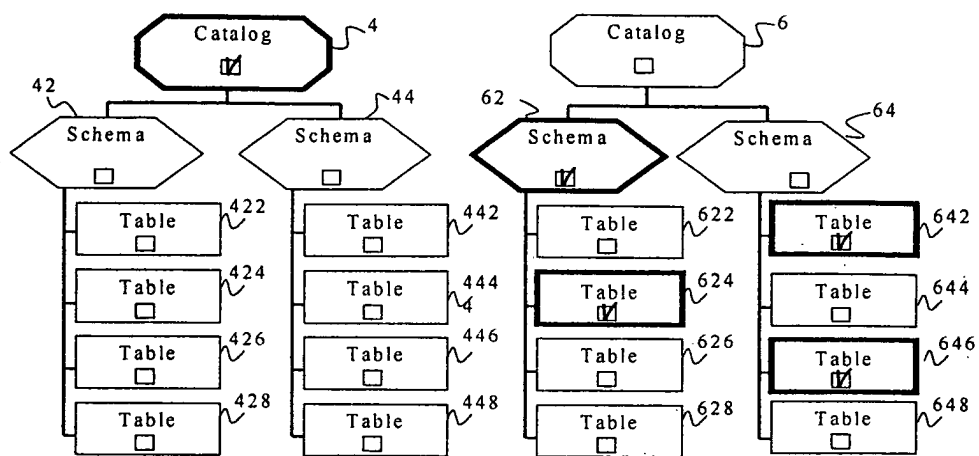 Catalog 4
Catalog 6
42 Schema
44 Schema
62 Schema
64 Schema
Table 422
Table 442
Table 622
Table 642
Table 424
Table 444
4
Table 624
Table 644
Table 426
Table 446
Table 626
Table 646
Table 428
Table 448
Table 628
Table 648